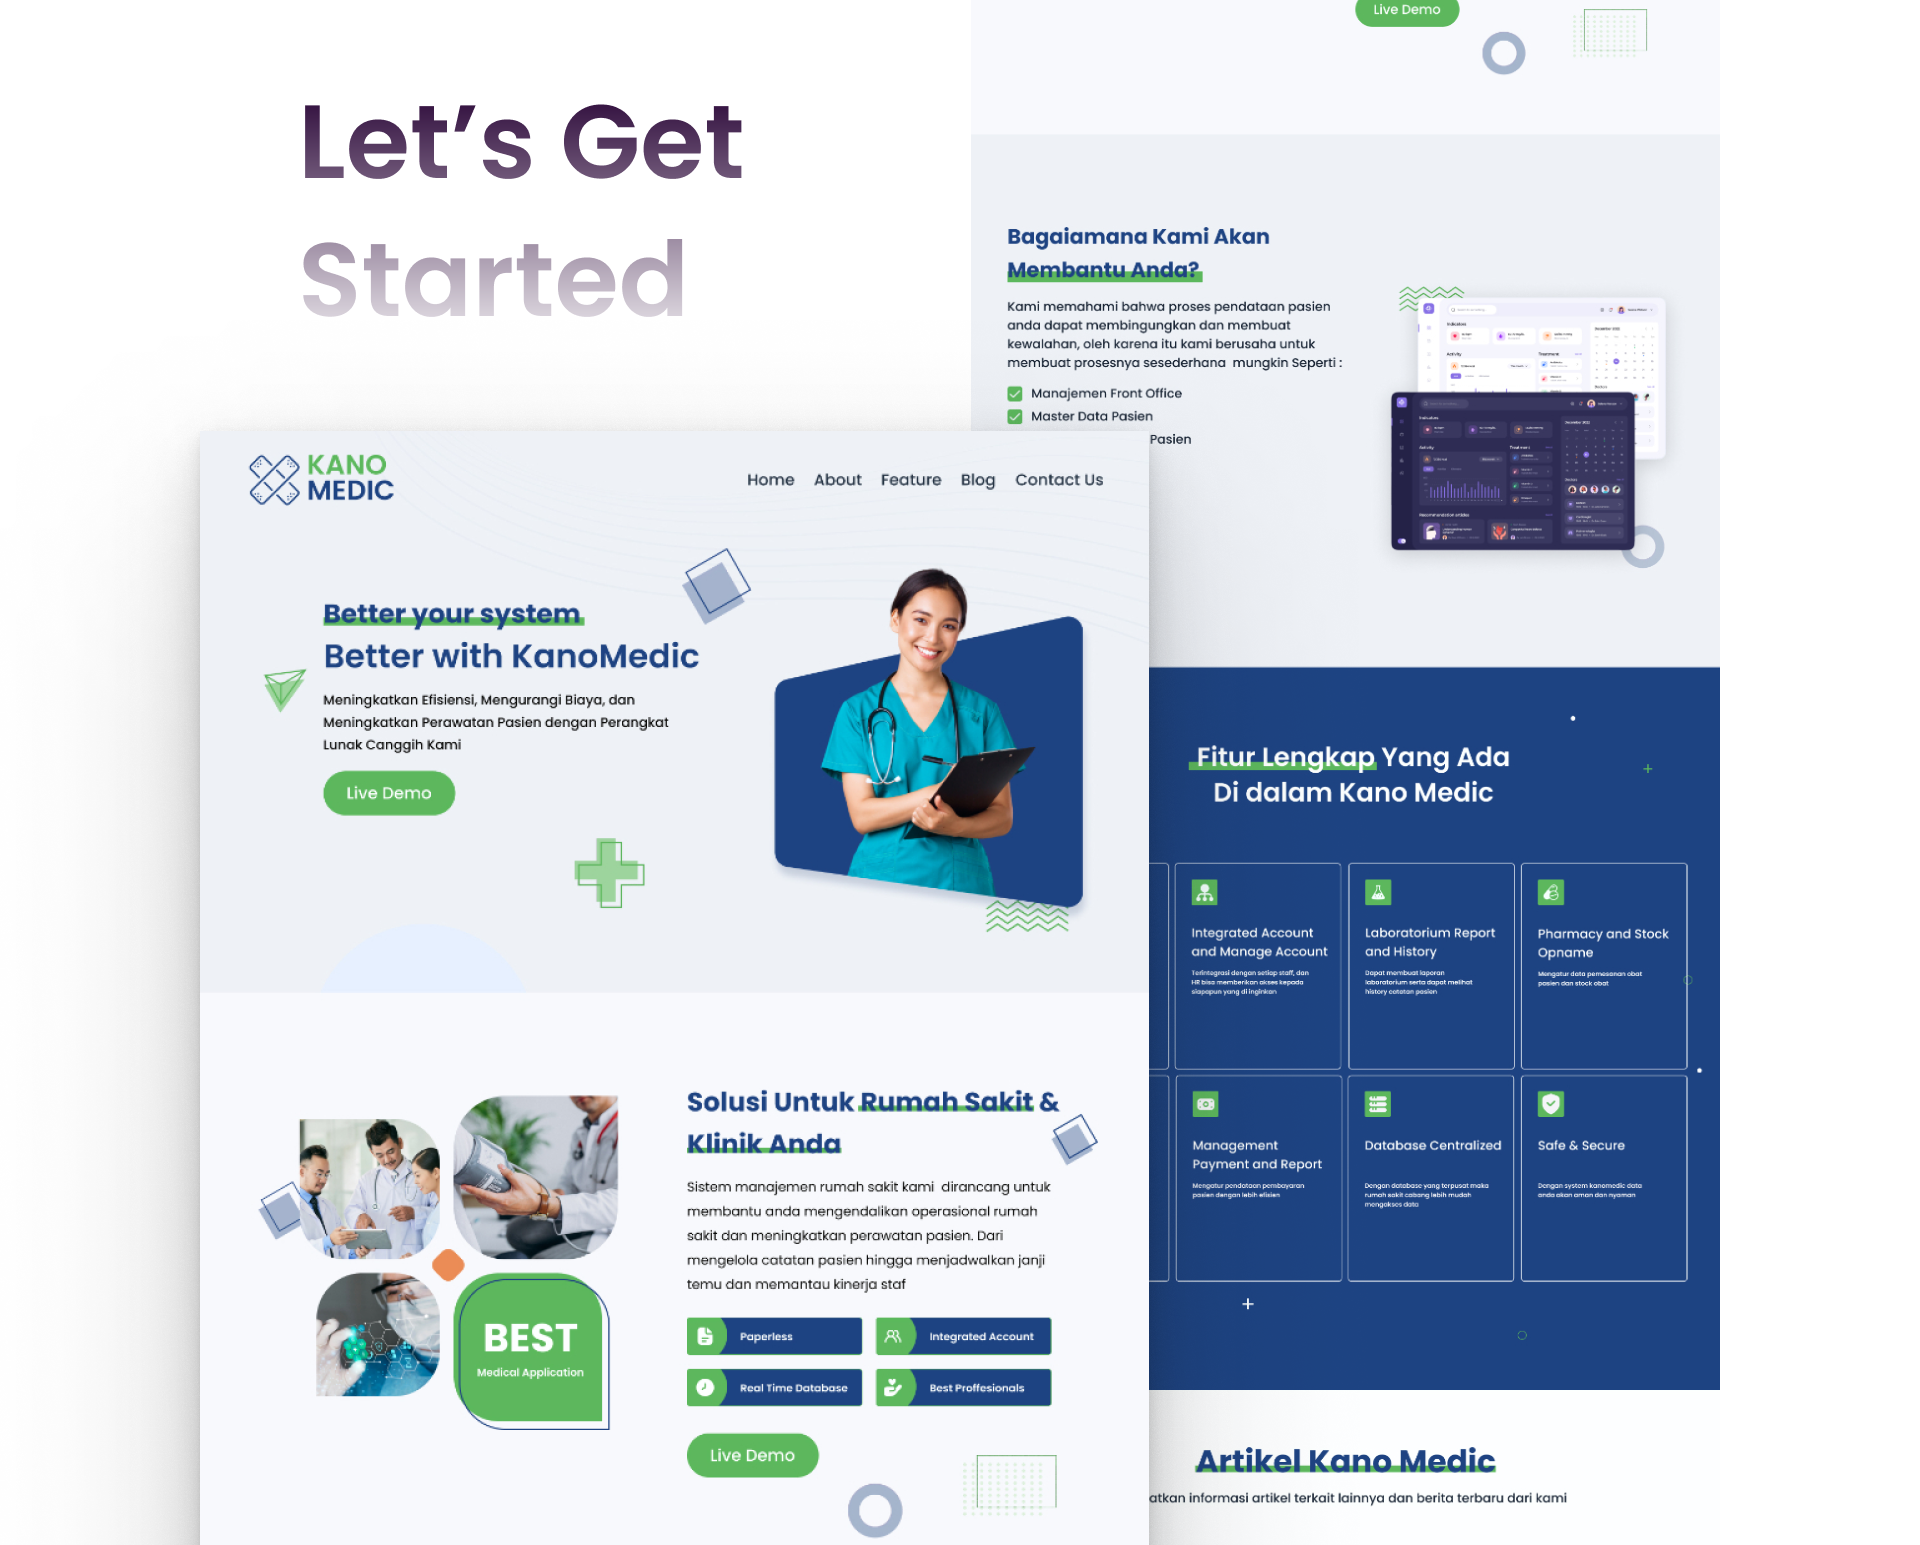 Let's Get
Started
Live Demo
Bagaiamana Kami Akan
Membantu Anda?
Kami memahami bahwa proses pendataan pasien
anda dapat membingungkan dan membuat
kewalahan, oleh karena itu kami berusaha untuk
membuat prosesnya sesederhana mungkin Seperti :
Manajemen Front Office
Master Data Pasien
Pasien
KANO
MEDIC
Home About Feature Blog Contact Us
Better your system
Better with KanoMedic
Meningkatkan Efisiensi, Mengurangi Biaya, dan
Meningkatkan Perawatan Pasien dengan Perangkat
Lunak Canggih Kami
Live Demo
Solusi Untuk Rumah Sakit &
Klinik Anda
Sistem manajemen rumah sakit kami dirancang untuk
membantu anda mengendalikan operasional rumah
sakit dan meningkatkan perawatan pasien. Dari
mengelola catatan pasien hingga menjadwalkan janji
temu dan memantau kinerja staf
Paperless
Integrated Account
Real Time Database
Best Proffesionals
Live Demo
BEST
Medical Application
Fitur Lengkap Yang Ada
Di dalam Kano Medic
Integrated Account
and Manage Account
Terintegrasi dengan setiap staff, dan
HR bisa memberikan akses kepada
siapapun yang di inginkan
Laboratorium Report
and History
Dapat membuat laporan
laboratorium serta dapat melihat
history catatan pasien
Pharmacy and Stock
Opname
Mengatur data pemesanan obat
pasien dan stock obat
Management
Payment and Report
Mengatur pendataan pembayaran
pasien dengan lebih efisien
Database Centralized
Dengan database yang terpusat maka
rumah sakit cabang lebih mudah
mengakses data
Safe & Secure
Dengan system kanomedic data
anda akan aman dan nyaman
Artikel Kano Medic
atkan informasi artikel terkait lainnya dan berita terbaru dari kami